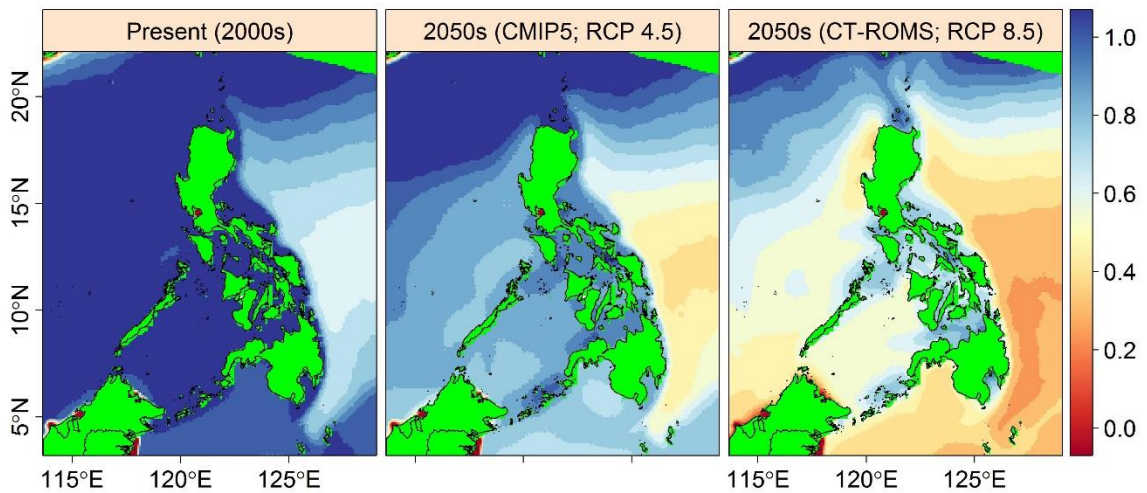 Present (2000s)
2050s (CMIP5; RCP 4.5)
2050s (CT-ROMS; RCP 8.5)
20°N
15°N
10°N
5°N
115°E
120°E
125°E
115°E
120°E
125°E
1.0
0.8
0.6
0.4
0.2
0.0